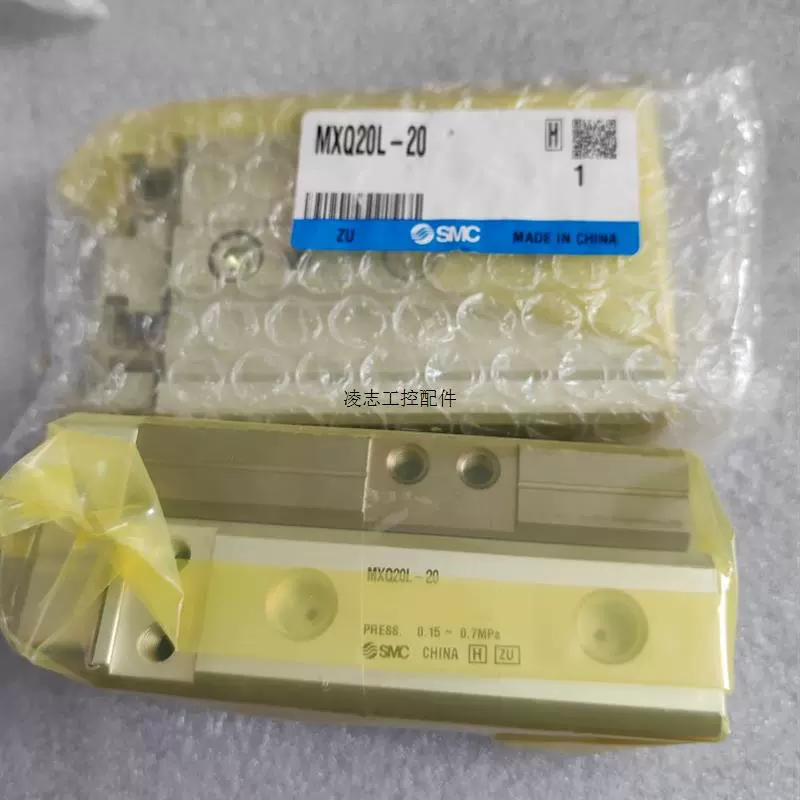 MXQ20L-20
H
1
ZU
SMC
MADE IN CHINA
凌志工控配件
MXQ20L-20
PRESS. 0.15 ~ 0.7MPa
SMC CHINA H ZU